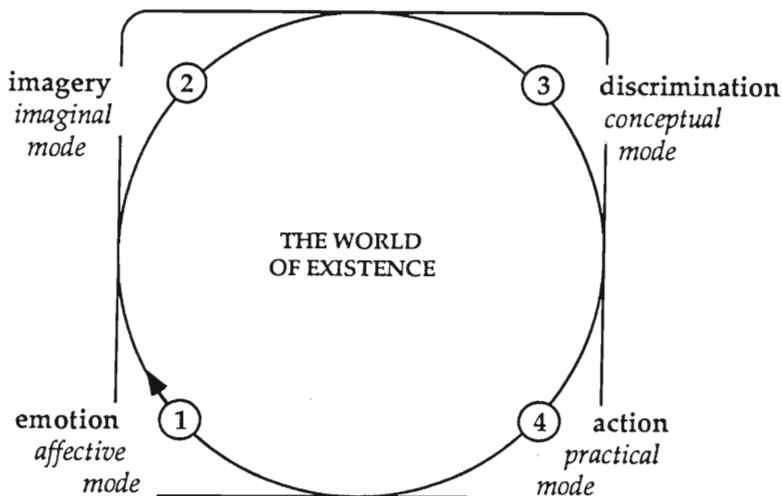 imagery
imaginal
mode
2
3
discrimination
conceptual
mode
THE WORLD
OF EXISTENCE
emotion
affective
mode
1
4
action
practical
mode